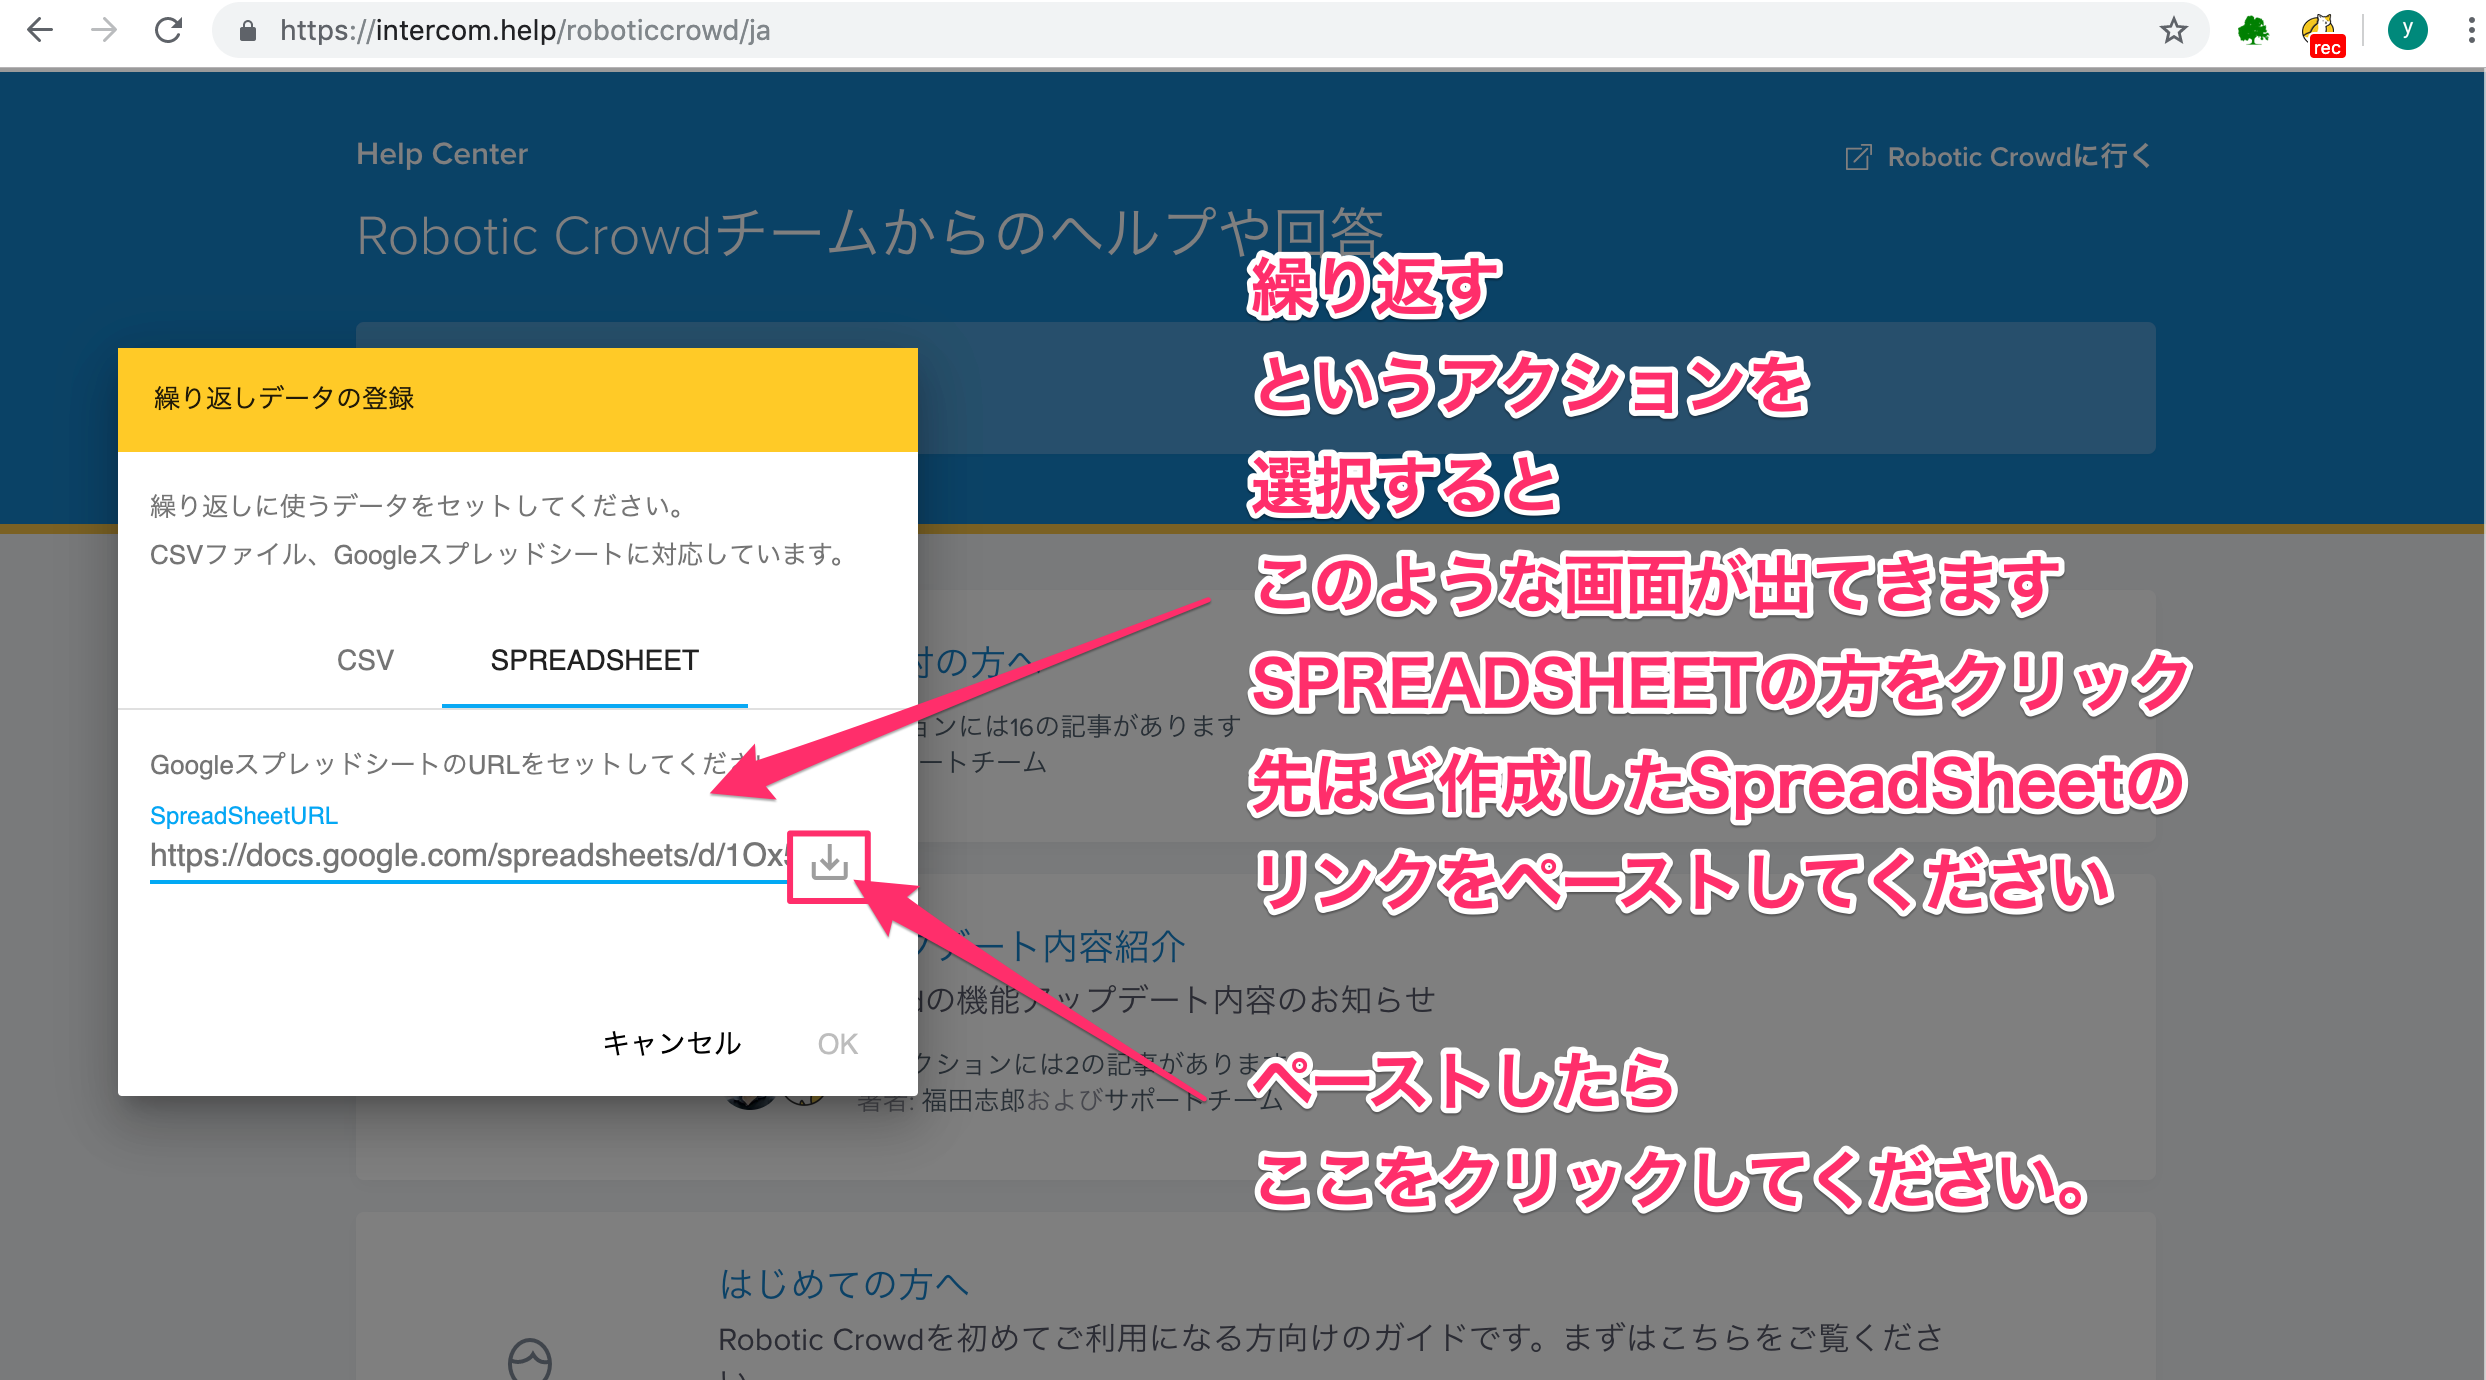 https://intercom.help/roboticcrowd/ja
rec
y
Help Center
Robotic Crowdに行く
Robotic Crowdチームからのヘルプや回答
繰り返す
というアクションを
選択すると
このような画面が出てきます
SPREADSHEETの方をクリック
先ほど作成したSpreadSheetの
リンクをペーストしてください
繰り返しデータの登録
繰り返しに使うデータをセットしてください。
CSVファイル、Googleスプレッドシートに対応しています。
CSV
SPREADSHEET
GoogleスプレッドシートのURLをセットしてくださ
SpreadSheetURL
https://docs.google.com/spreadsheets/d/1Ox
キャンセル
OK
の方へ
ンには16の記事があります
ートチーム
デート内容紹介
の機能アップデート内容のお知らせ
クションには2の記事があります
著者: 福田志郎およびサポートチーム
ペーストしたら
ここをクリックしてください。
はじめての方へ
Robotic Crowdを初めてご利用になる方向けのガイドです。まずはこちらをご覧くださ